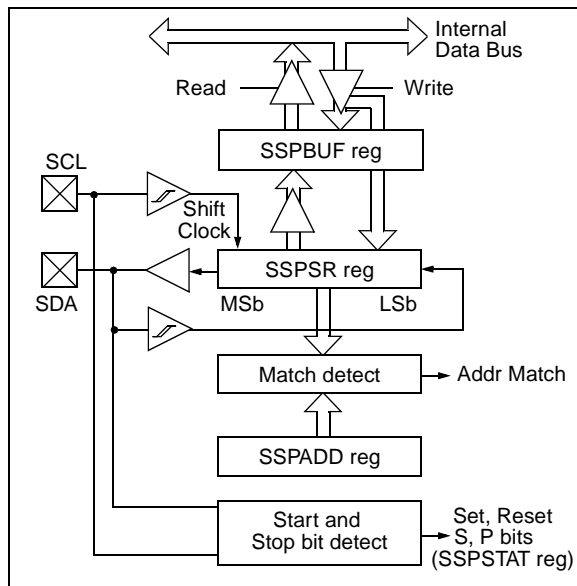 Internal
Data Bus
Read
Write
SSPBUF reg
SCL
Shift
Clock
SSPSR reg
SDA
MSb
LSb
Match detect
Addr Match
SSPADD reg
Start and
Stop bit detect
Set, Reset
S, P bits
(SSPSTAT reg)